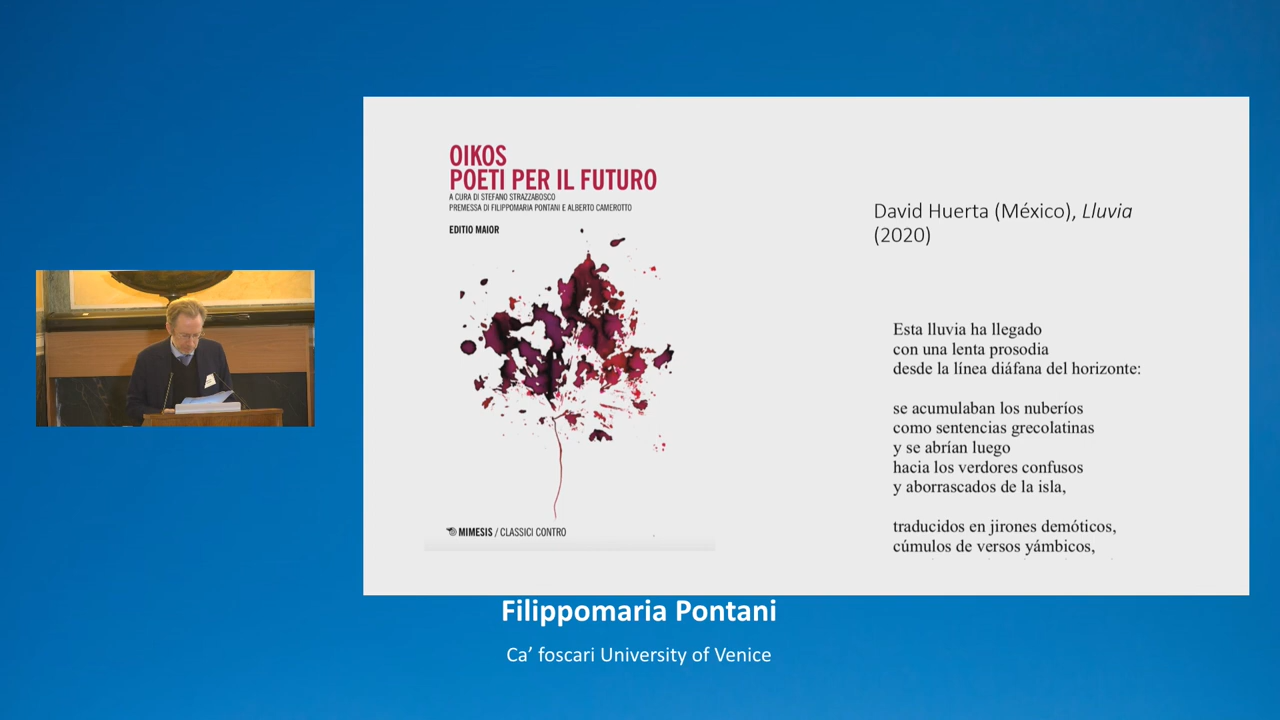 OIKOS
POETI PER IL FUTURO
A CURA DI STEFANO STRAZZABOSCO
PREMESSA DI FILIPPOMARIA PONTANI E ALBERTO CAMEROTTO
EDITIO MAIOR
MIMESIS / CLASSICI CONTRO
David Huerta (México), Lluvia
(2020)
Esta lluvia ha llegado
con una lenta prosodia
desde la línea diáfana del horizonte:
se acumulaban los nuberíos
como sentencias grecolatinas
y se abrían luego
hacia los verdores confusos
y aborrascados de la isla,
traducidos en jirones demóticos,
cúmulos de versos yámbicos,
Filippomaria Pontani
Ca’ foscari University of Venice